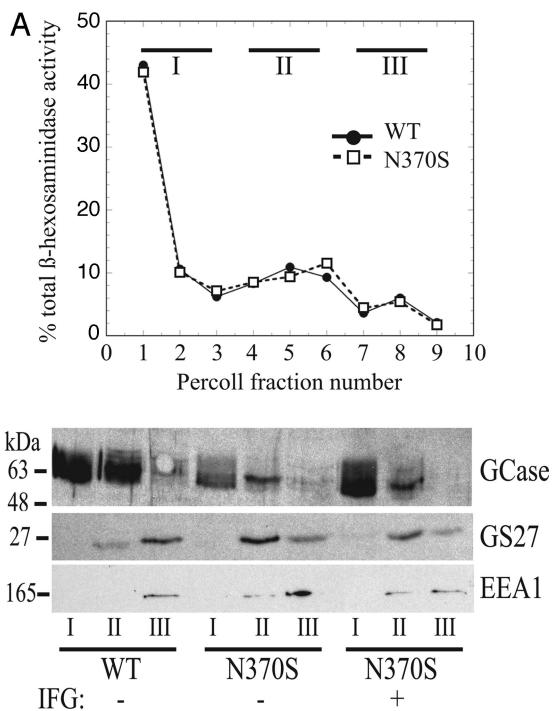 A
% total ß-hexosaminidase activity
50
40
30
20
10
0
I II III
WT
N370S
0 1 2 3 4 5 6 7 8 9 10
Percoll fraction number
kDa
63
48
GCase
27
GS27
165
EEA1
I II III I II III I II III
WT N370S N370S
IFG: - - +